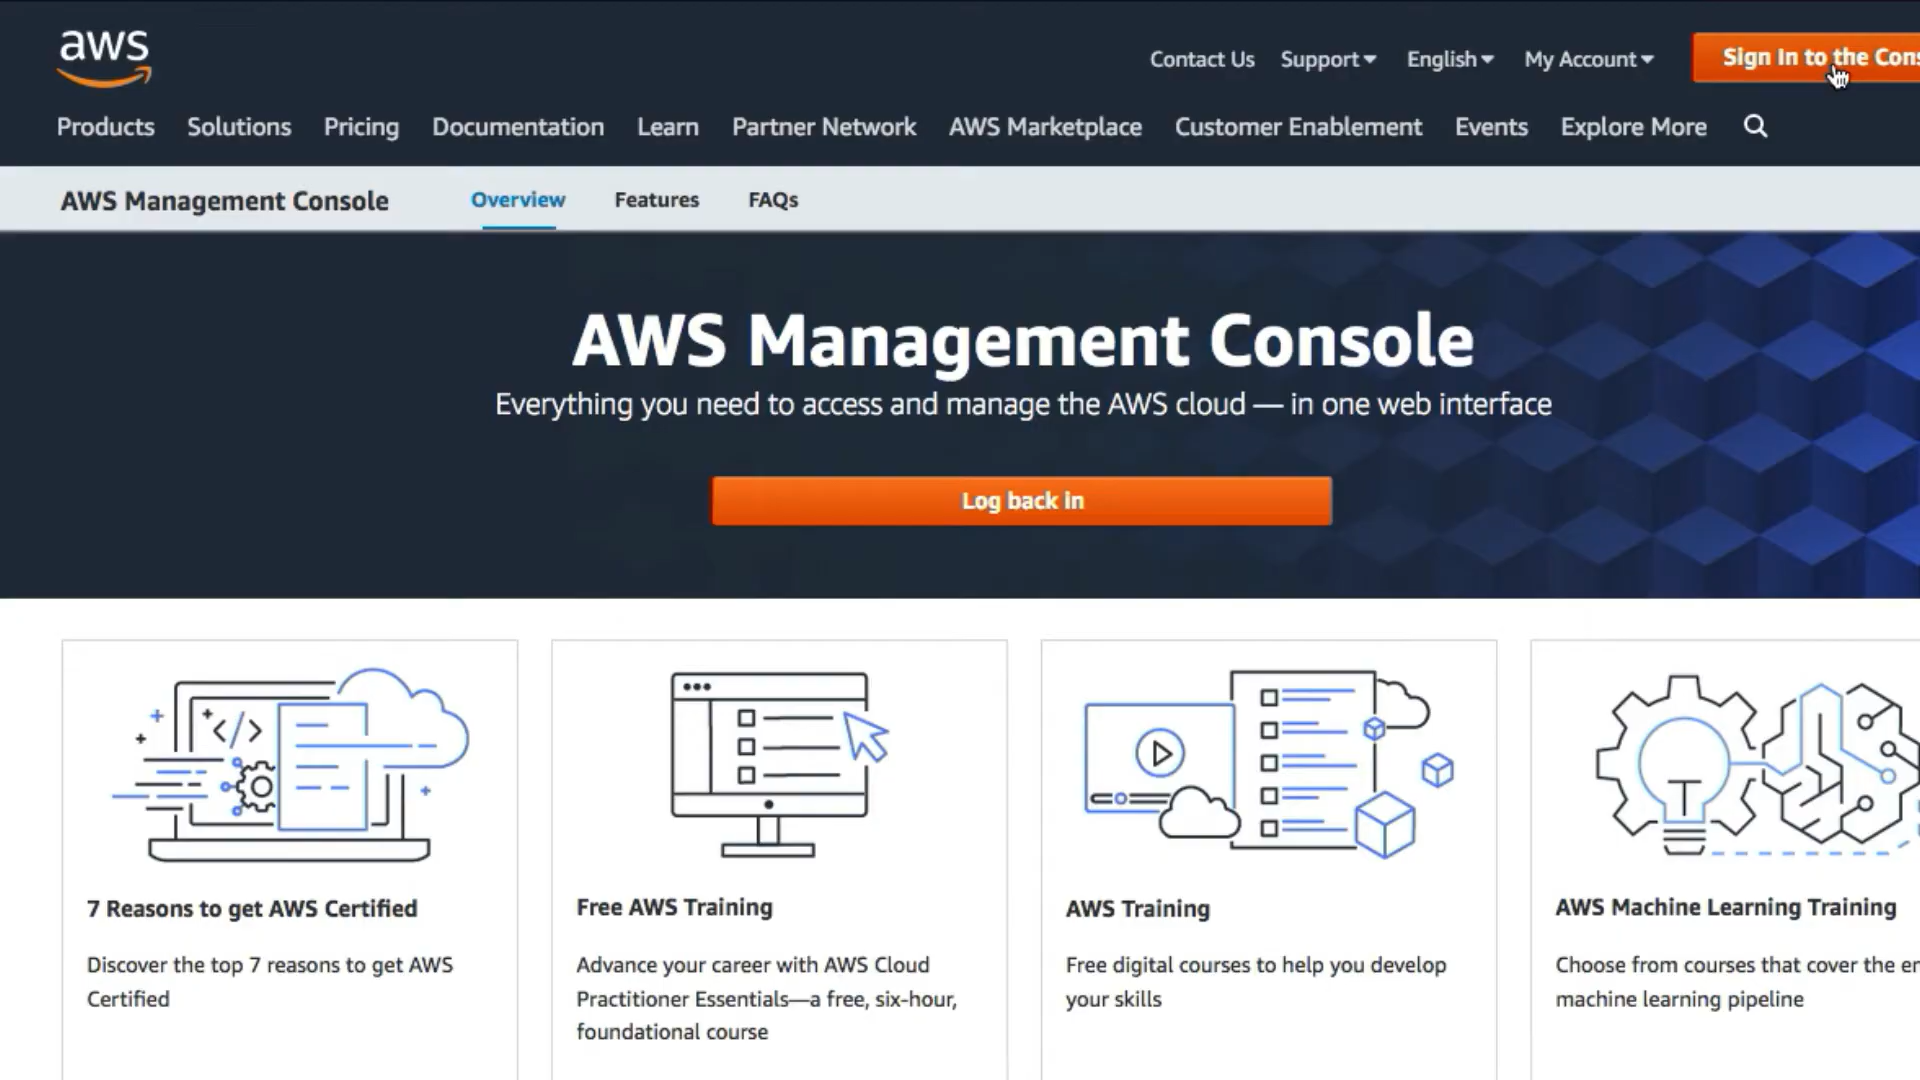 aws
Contact Us Support English My Account Sign In to the Cons
Products Solutions Pricing Documentation Learn Partner Network AWS Marketplace Customer Enablement Events Explore More
AWS Management Console Overview Features FAQs
AWS Management Console
Everything you need to access and manage the AWS cloud — in one web interface
Log back in
7 Reasons to get AWS Certified
Discover the top 7 reasons to get AWS
Certified
Free AWS Training
Advance your career with AWS Cloud
Practitioner Essentials—a free, six-hour,
foundational course
AWS Training
Free digital courses to help you develop
your skills
AWS Machine Learning Training
Choose from courses that cover the en
machine learning pipeline